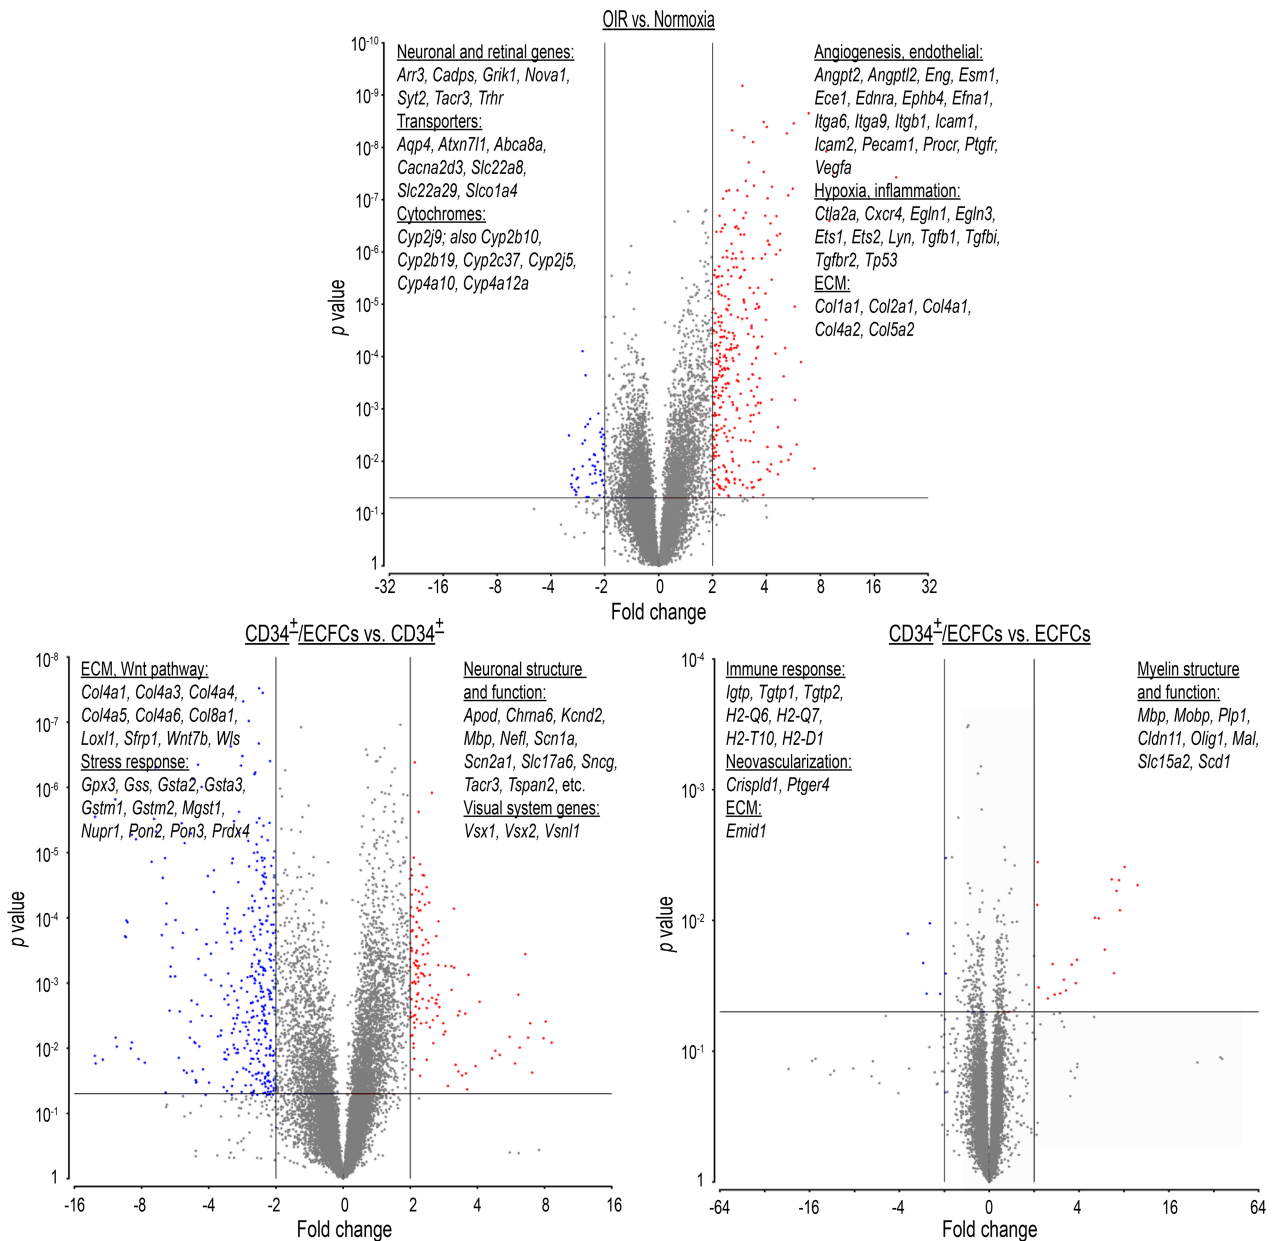 OIR vs. Normoxia
10-10
10-9
10-8
10-7
10-6
10-5
10-4
10-3
10-2
10-1
1
p value
Neuronal and retinal genes:
Arr3, Cadps, Grik1, Nova1,
Syt2, Tacr3, Trhr
Transporters:
Aqp4, Atxn7l1, Abca8a,
Cacna2d3, Slc22a8,
Slc22a29, Slco1a4
Cytochromes:
Cyp2j9; also Cyp2b10,
Cyp2b19, Cyp2c37, Cyp2j5,
Cyp4a10, Cyp4a12a
Angiogenesis, endothelial:
Angpt2, Angptl2, Eng, Esm1,
Ece1, Ednra, Ephb4, Efna1,
Itga6, Itga9, Itgb1, Icam1,
Icam2, Pecam1, Procr, Ptgfr,
Vegfa
Hypoxia, inflammation:
Ctla2a, Cxcr4, Egln1, Egln3,
Ets1, Ets2, Lyn, Tgfb1, Tgfbi,
Tgfbr2, Tp53
ECM:
Col1a1, Col2a1, Col4a1,
Col4a2, Col5a2
-32 -16 -8 -4 -2 0 2 4 8 16 32
Fold change
CD34+/ECFCs vs. CD34+
10-8
10-7
10-6
10-5
10-4
10-3
10-2
10-1
1
p value
ECM, Wnt pathway:
Col4a1, Col4a3, Col4a4,
Col4a5, Col4a6, Col8a1,
Loxl1, Sfrp1, Wnt7b, Wls
Stress response:
Gpx3, Gss, Gsta2, Gsta3,
Gstm1, Gstm2, Mgst1,
Nupr1, Pon2, Pon3, Prdx4
Neuronal structure
and function:
Apod, Chrna6, Kcnd2,
Mbp, Nefl, Scn1a,
Scn2a1, Slc17a6, Sncg,
Tacr3, Tspan2, etc.
Visual system genes:
Vsx1, Vsx2, Vsnl1
-16 -8 -4 -2 0 2 4 8 16
Fold change
CD34+/ECFCs vs. ECFCs
10-4
10-3
10-2
10-1
1
p value
Immune response:
Igtp, Tgtp1, Tgtp2,
H2-Q6, H2-Q7,
H2-T10, H2-D1
Neovascularization:
Crispld1, Ptger4
ECM:
Emid1
Myelin structure
and function:
Mbp, Mobp, Plp1,
Cldn11, Olig1, Mal,
Slc15a2, Scd1
-64 -16 -4 0 4 16 64
Fold change